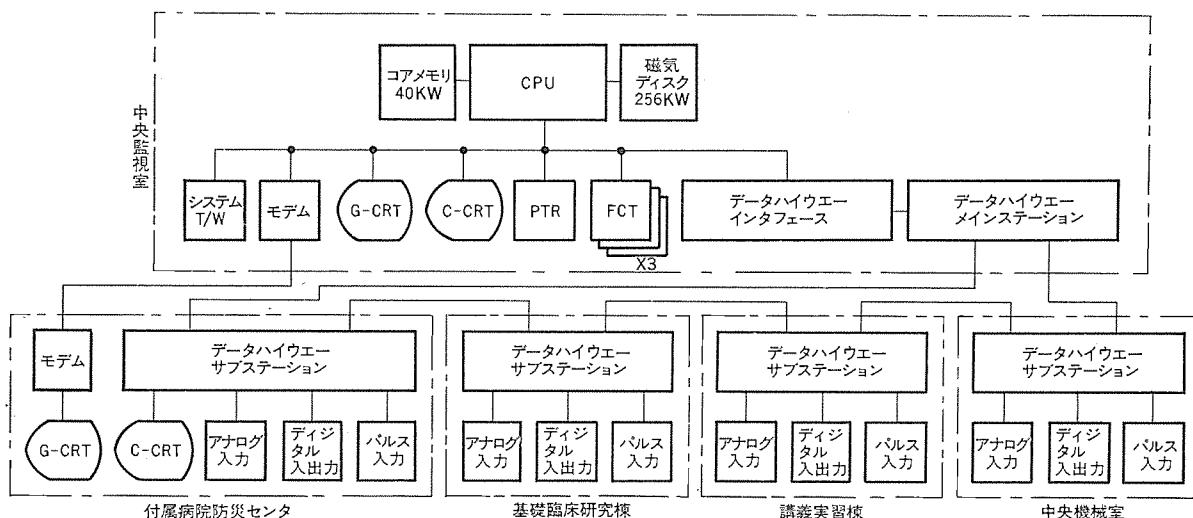 中央監視室
コアメモリ
40KW
CPU
磁気
ディスク
256KW
システム
T/W
モデム
G-CRT
C-CRT
PTR
FCT
X3
データハイウエー
インタフェース
データハイウエー
メインステーション
モデム
データハイウエー
サブステーション
G-CRT
C-CRT
アナログ
入力
ディジ
タル
入出力
パルス
入力
付属病院防災センタ
データハイウエー
サブステーション
アナログ
入力
ディジ
タル
入出力
パルス
入力
基礎臨床研究棟
データハイウエー
サブステーション
アナログ
入力
ディジ
タル
入出力
パルス
入力
講義実習棟
データハイウエー
サブステーション
アナログ
入力
ディジ
タル
入出力
パルス
入力
中央機械室